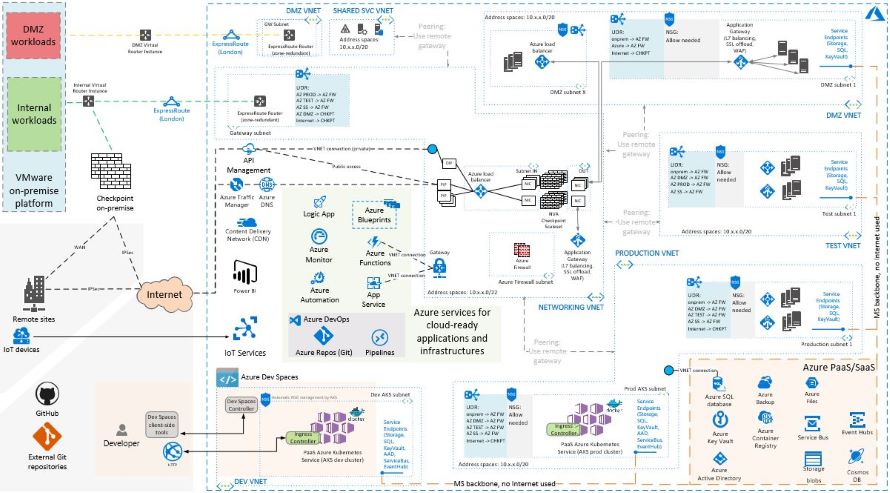 DMZ
workloads
Internal
workloads
VMware
on-premise
platform
DMZ Virtual
Router Instance
Internal Virtual
Router Instance
ExpressRoute
(London)
ExpressRoute
(London)
Checkpoint
on-premise
WAN
IPSec
IPSec
Remote sites
IoT devices
Internet
GitHub
External Git
repositories
Developer
Dev Spaces
client-side
tools
DMZ VNET
GW Subnet
ExpressRoute Router
(zone-redundant)
SHARED SVC VNET
Address spaces:
10.x.x.0/20
Peering:
Use remote
gateway
ExpressRoute-Router
(zone-redundant)
Gateway subnet
UDR:
AZ PROD -> AZ FW
AZ TEST -> AZ FW
AZ SS -> AZ FW
AZ DMZ -> CHKPT
Internet -> CHKPT
API
Management
VNET connection (private)
Public access
Azure Traffic
Manager
Azure
DNS
Content Delivery
Network (CDN)
Power BI
IoT Services
Logic App
Azure
Blueprints
Azure
Monitor
Azure
Functions
Azure
Automation
App
Service
VNET connection
VNET connection
Gateway
Azure DevOps
Azure Repos (Git)
Pipelines
Azure services for
cloud-ready
applications and
infrastructures
Azure load
balancer
Subnet IN
OUT
NIC
NIC
NIC
NIC
NVA
Checkpoint
Scaleset
Azure
Firewall
Azure Firewall subnet
Application
Gateway
(L7 balancing,
SSL offload,
WAF)
Address spaces: 10.x.x.0/22
NETWORKING VNET
Address spaces: 10.x.x.0/20
Azure load
balancer
DMZ subnet X
UDR:
onprem -> AZ FW
Azure -> AZ FW
Internet -> CHKPT
NSG:
Allow needed
Application
Gateway
(L7 balancing,
SSL offload,
WAF)
Service
Endpoints
(Storage,
SQL,
KeyVault)
DMZ subnet 1
DMZ VNET
Peering:
Use remote
gateway
UDR:
onprem -> AZ FW
AZ DMZ -> AZ FW
AZ PROD -> AZ FW
AZ SS -> AZ FW
NSG:
Allow
needed
Service
Endpoints
(Storage,
SQL,
KeyVault)
Test subnet 1
Address spaces: 10.x.x.0/20
TEST VNET
Peering:
Use remote
gateway
PRODUCTION VNET
UDR:
onprem -> AZ FW
AZ DMZ -> AZ FW
AZ TEST -> AZ FW
AZ SS -> AZ FW
Internet -> CHKPT
NSG:
Allow
needed
Service
Endpoints
(Storage,
SQL,
KeyVault)
Production subnet 1
Peering:
Use remote
gateway
MS backbone, no Internet used
VNET connection
Azure PaaS/SaaS
Azure SQL
database
Azure
Backup
Azure
Files
Azure
Key Vault
Azure
Container
Registry
Service Bus
Event Hubs
Azure
Active Directory
Storage
blobs
Cosmos
DB
Azure Dev Spaces
Dev AKS subnet
Dev Spaces
Controller
Ingress
Controller
docker
PaaS Azure Kubernetes
Service (AKS dev cluster)
Service
Endpoints
(Storage,
SQL,
KeyVault,
AAD,
ServiceBus,
EventHub)
DEV VNET
Prod AKS subnet
UDR:
onprem -> AZ FW
AZ DMZ -> AZ FW
AZ TEST -> AZ FW
AZ SS -> AZ FW
Internet -> CHKPT
NSG:
Allow
needed
Ingress
Controller
docker
PaaS Azure Kubernetes
Service (AKS prod cluster)
Service
Endpoints
(Storage,
SQL,
KeyVault,
AAD,
ServiceBus,
EventHub)
Address spaces: 10.x.x.0/20
MS backbone, no Internet used